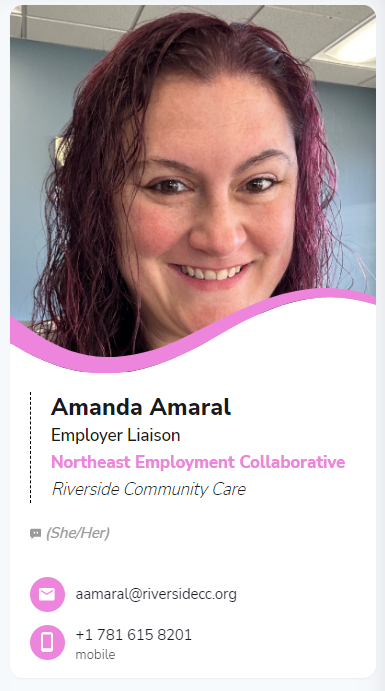 Amanda Amaral
Employer Liaison
Northeast Employment Collaborative
Riverside Community Care
(She/Her)
aamaral@riversidecc.org
+1 781 615 8201
mobile